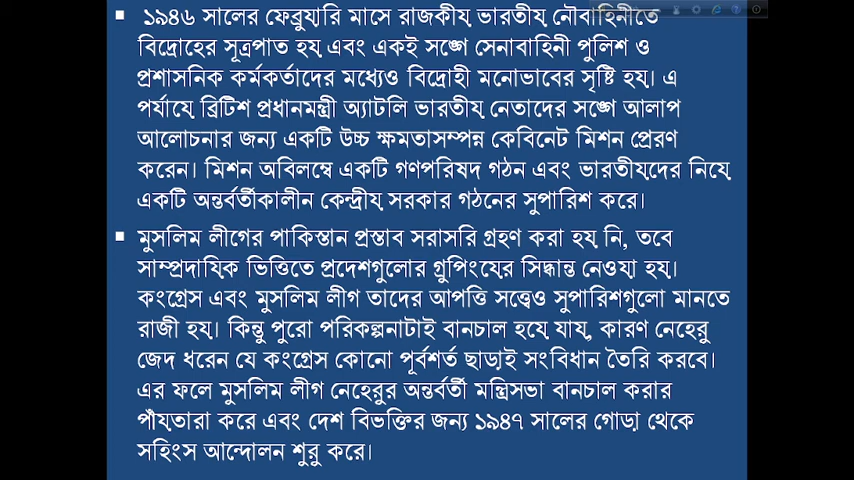 ▪ ১৯৪৬ সালের ফেব্রুয়ারি মাসে রাজকীয় ভারতীয় নৌবাহিনীতে
বিদ্রোহের সূত্রপাত হয় এবং একই সঙ্গে সেনাবাহিনী পুলিশ ও
প্রশাসনিক কর্মকর্তাদের মধ্যেও বিদ্রোহী মনোভাবের সৃষ্টি হয়। এ
পর্যায়ে ব্রিটিশ প্রধানমন্ত্রী অ্যাটলি ভারতীয় নেতাদের সঙ্গে আলাপ
আলোচনার জন্য একটি উচ্চ ক্ষমতাসম্পন্ন কেবিনেট মিশন প্রেরণ
করেন। মিশন অবিলম্বে একটি গণপরিষদ গঠন এবং ভারতীয়দের নিয়ে
একটি অন্তর্বর্তীকালীন কেন্দ্রীয় সরকার গঠনের সুপারিশ করে।
▪ মুসলিম লীগের পাকিস্তান প্রস্তাব সরাসরি গ্রহণ করা হয় নি, তবে
সাম্প্রদায়িক ভিত্তিতে প্রদেশগুলোর গ্রুপিংয়ের সিদ্ধান্ত নেওয়া হয়।
কংগ্রেস এবং মুসলিম লীগ তাদের আপত্তি সত্ত্বেও সুপারিশগুলো মানতে
রাজী হয়। কিন্তু পুরো পরিকল্পনাটাই বানচাল হয়ে যায়, কারণ নেহেরু
জেদ ধরেন যে কংগ্রেস কোনো পূর্বশর্ত ছাড়াই সংবিধান তৈরি করবে।
এর ফলে মুসলিম লীগ নেহেরুর অন্তর্বর্তী মন্ত্রিসভা বানচাল করার
পাঁয়তারা করে এবং দেশ বিভক্তির জন্য ১৯৪৭ সালের গোড়া থেকে
সহিংস আন্দোলন শুরু করে।